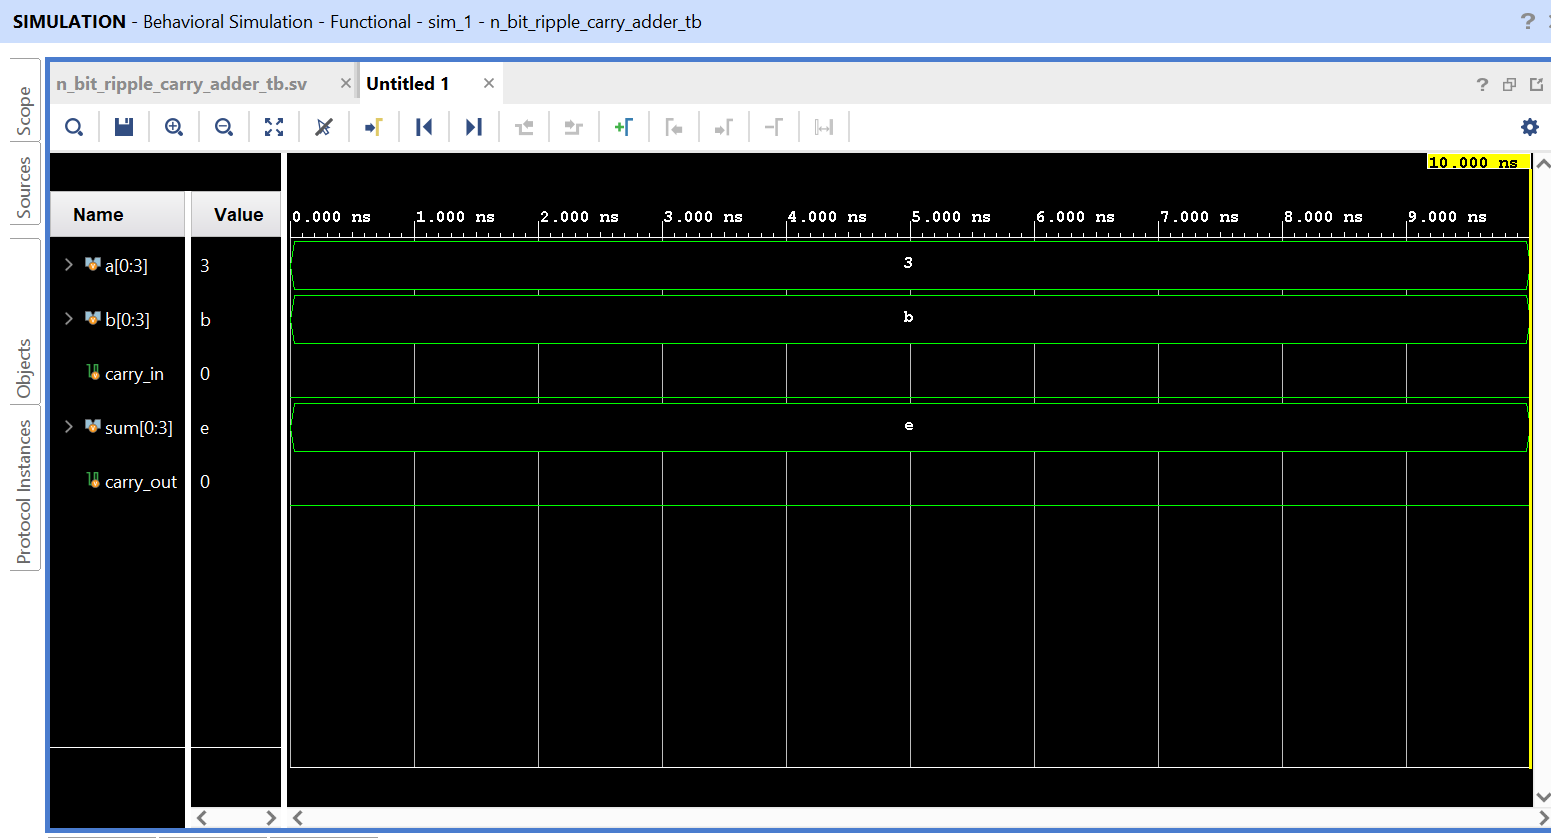 SIMULATION - Behavioral Simulation - Functional - sim_1 - n_bit_ripple_carry_adder_tb
?
n_bit_ripple_carry_adder_tb.sv × Untitled 1 ×
?
Scope
Sources
Objects
Protocol Instances
10.000 ns
Name Value
0.000 ns 1.000 ns 2.000 ns 3.000 ns 4.000 ns 5.000 ns 6.000 ns 7.000 ns 8.000 ns 9.000 ns
a[0:3] 3 3
b[0:3] b b
carry_in 0
sum[0:3] e e
carry_out 0